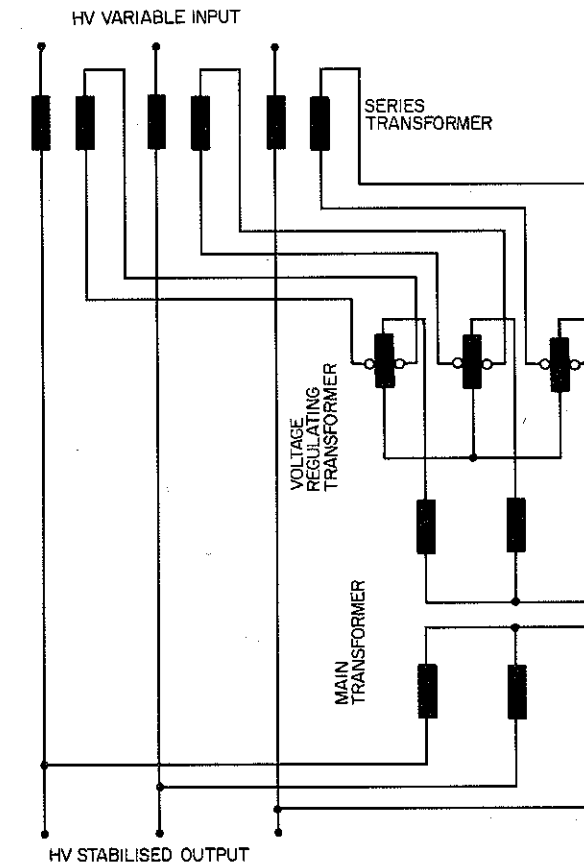 HV VARIABLE INPUT
SERIES
TRANSFORMER
VOLTAGE
REGULATING
TRANSFORMER
MAIN
TRANSFORMER
HV STABILISED OUTPUT